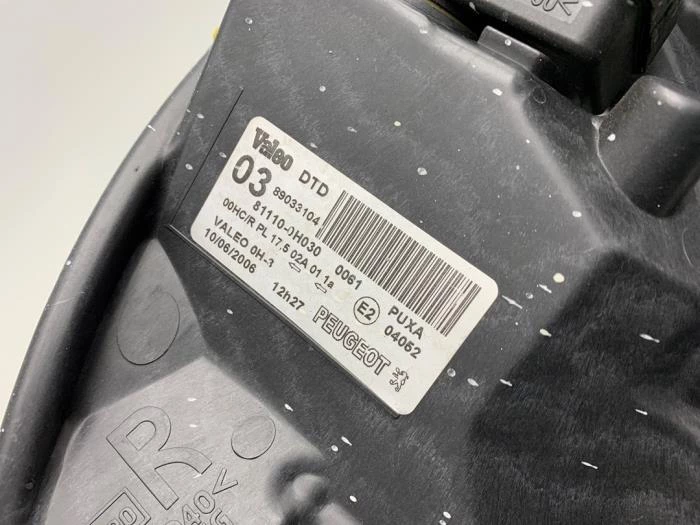 Valeo DTD
03 89033104
81110-0H030 0061 PUXA
00HC/R PL 17,5 02A 01 1a E2 04052
VALEO 0H-3
10/06/2006 12h27 PEUGEOT
R
V